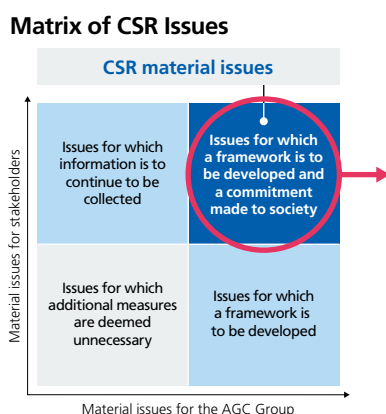 Matrix of CSR Issues
CSR material issues
Material issues for stakeholders
Issues for which
information is to
continue to be
collected
Issues for which
a framework is to
be developed and
a commitment
made to society
Issues for which
additional measures
are deemed
unnecessary
Issues for which
a framework is
to be developed
Material issues for the AGC Group